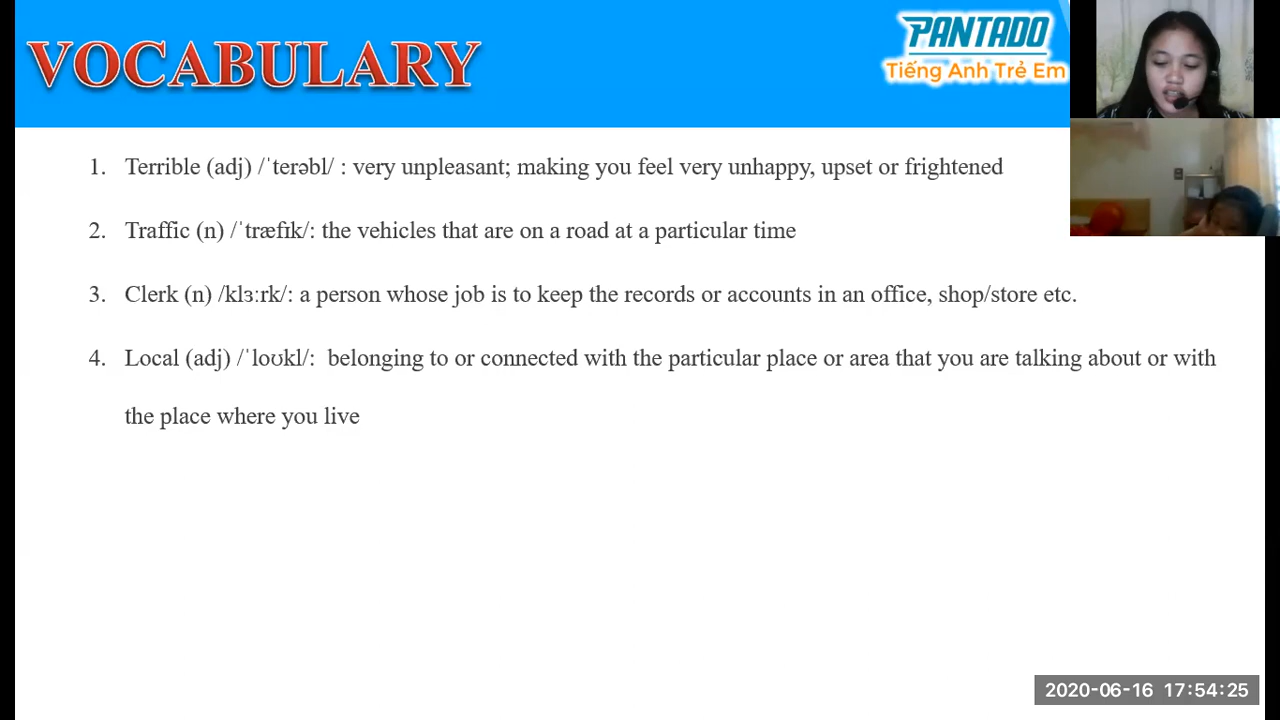 VOCABULARY
PANTADO
Tiếng Anh Trẻ Em
1. Terrible (adj) /ˈterəbl/ : very unpleasant; making you feel very unhappy, upset or frightened
2. Traffic (n) /ˈtræfɪk/: the vehicles that are on a road at a particular time
3. Clerk (n) /klɜːrk/: a person whose job is to keep the records or accounts in an office, shop/store etc.
4. Local (adj) /ˈloʊkl/: belonging to or connected with the particular place or area that you are talking about or with
the place where you live
2020-06-16 17:54:25